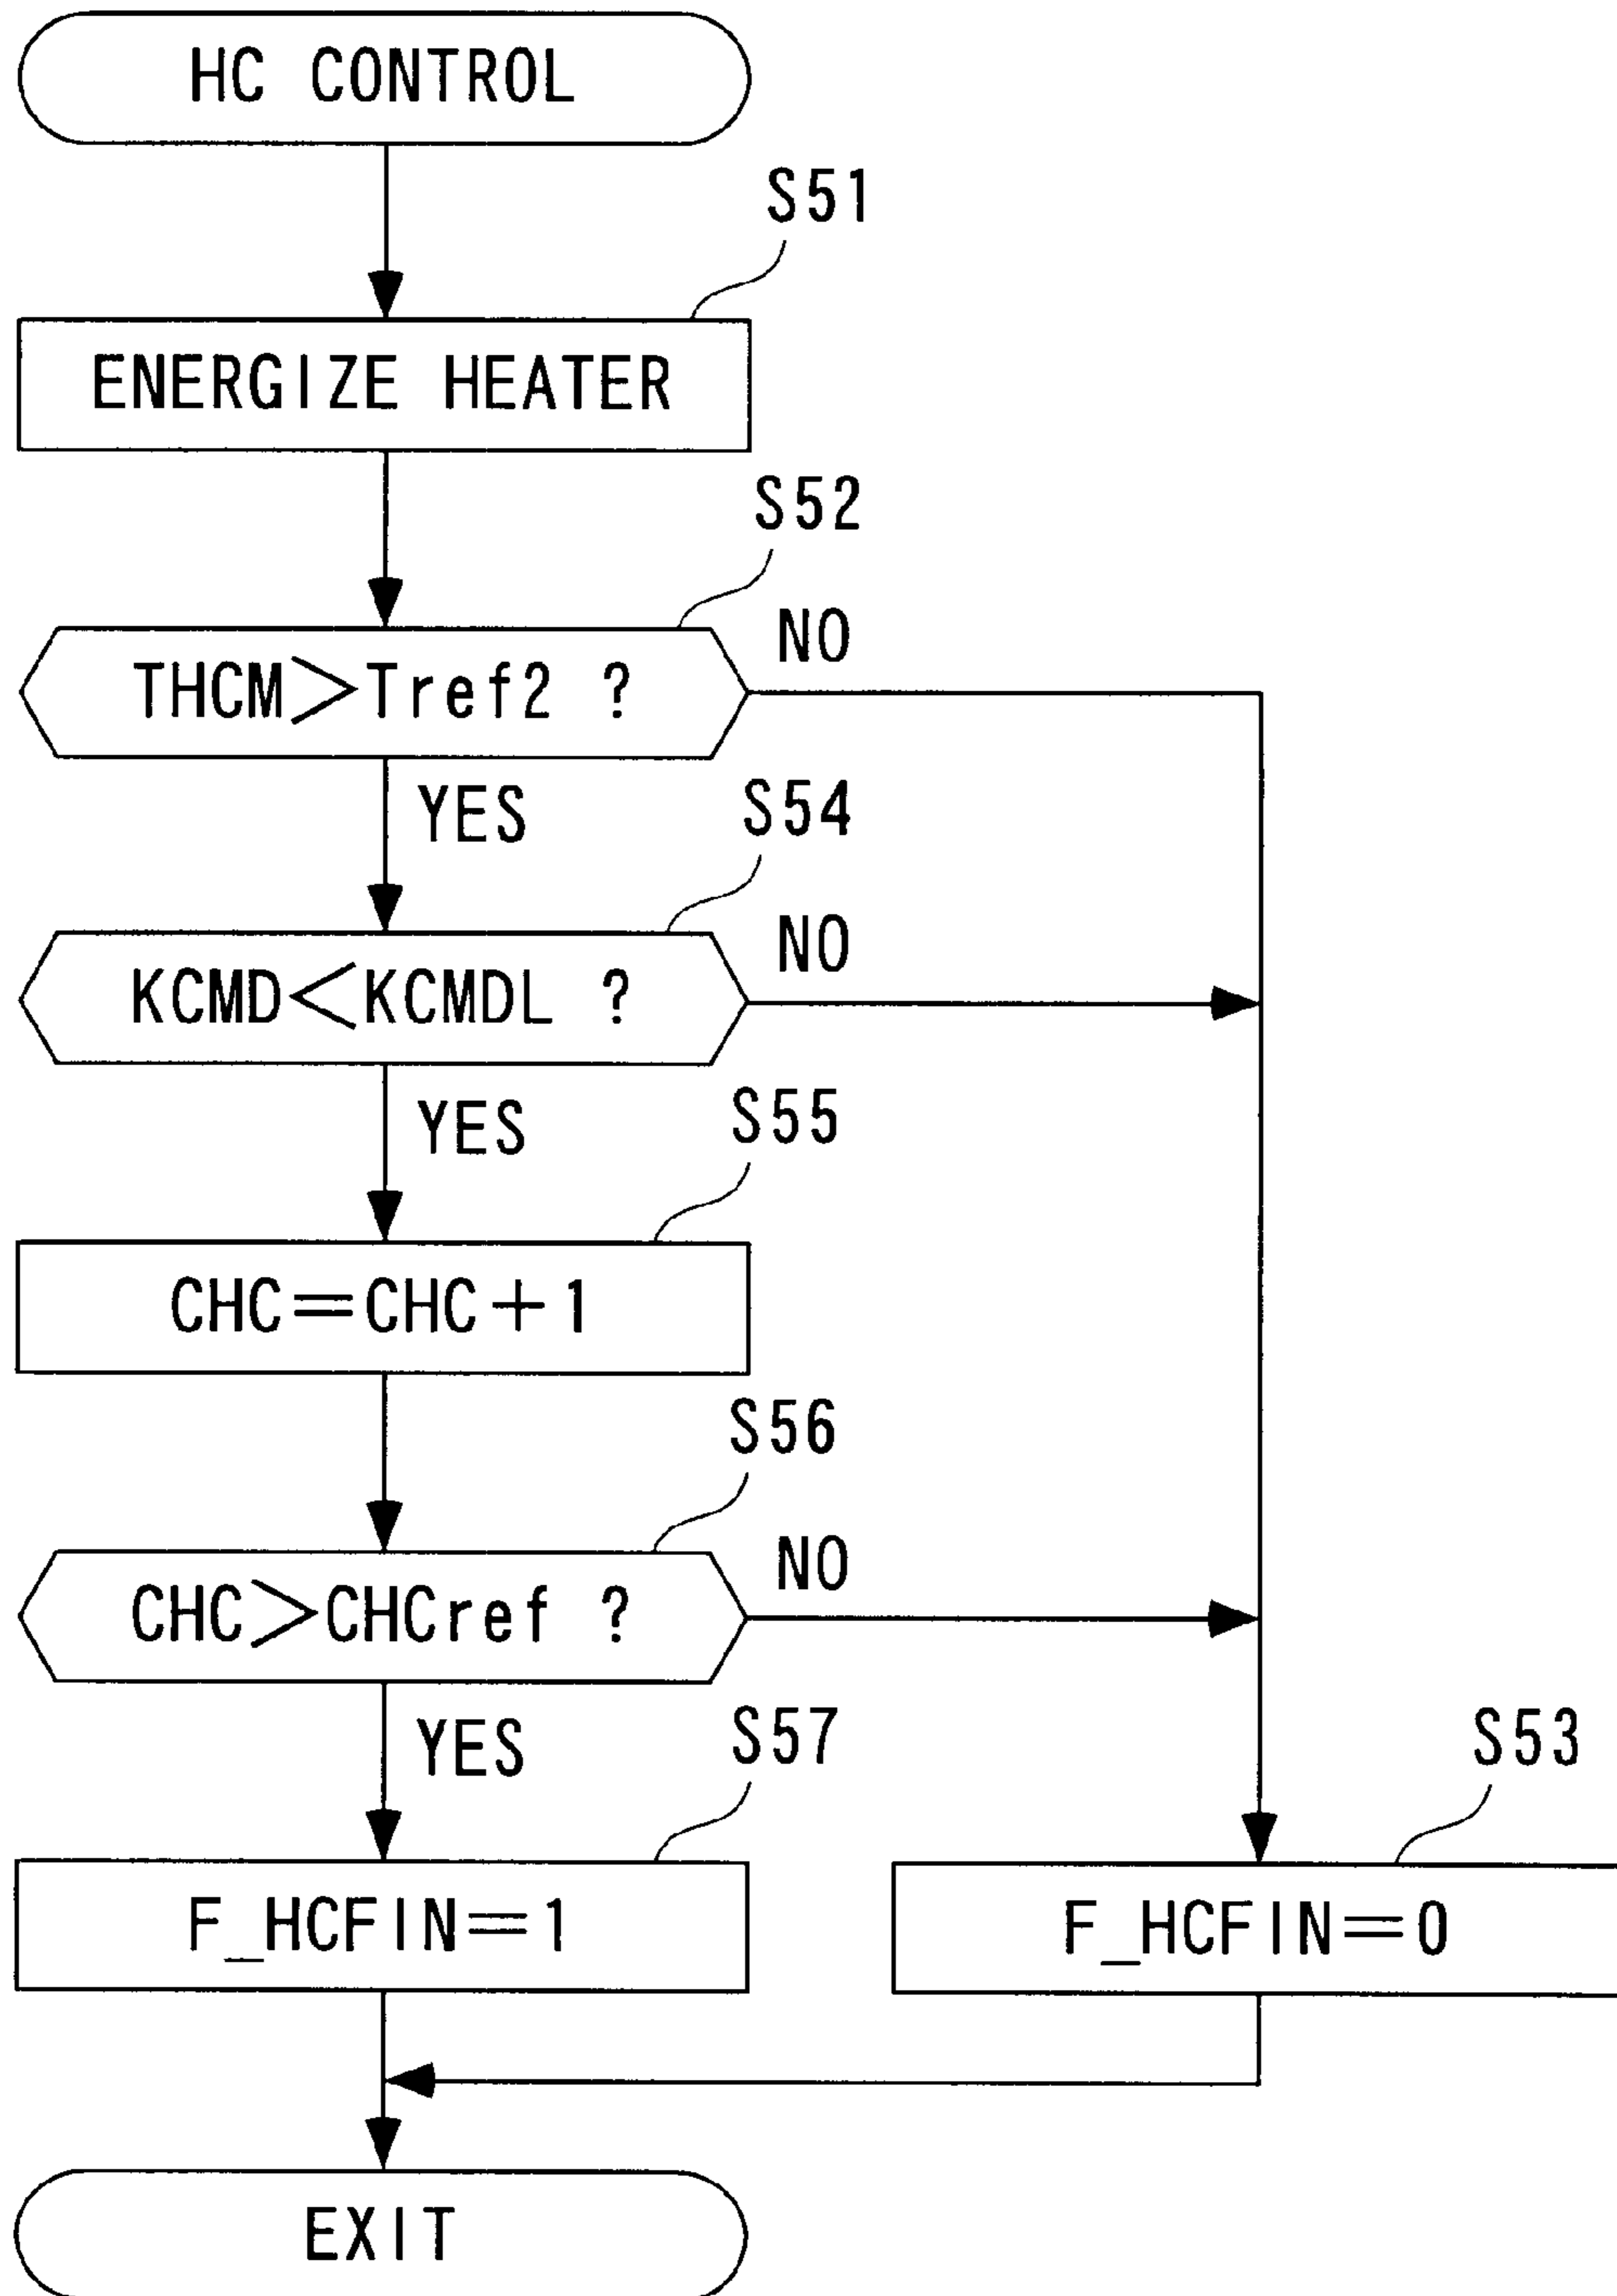 HC CONTROL
S51
ENERGIZE HEATER
S52
THCM>Tref2 ?
NO
YES
S54
KCMD<KCMDL ?
NO
YES
S55
CHC=CHC+1
S56
CHC>CHCref ?
NO
YES
S57
S53
F_HCFIN=1
F_HCFIN=0
EXIT